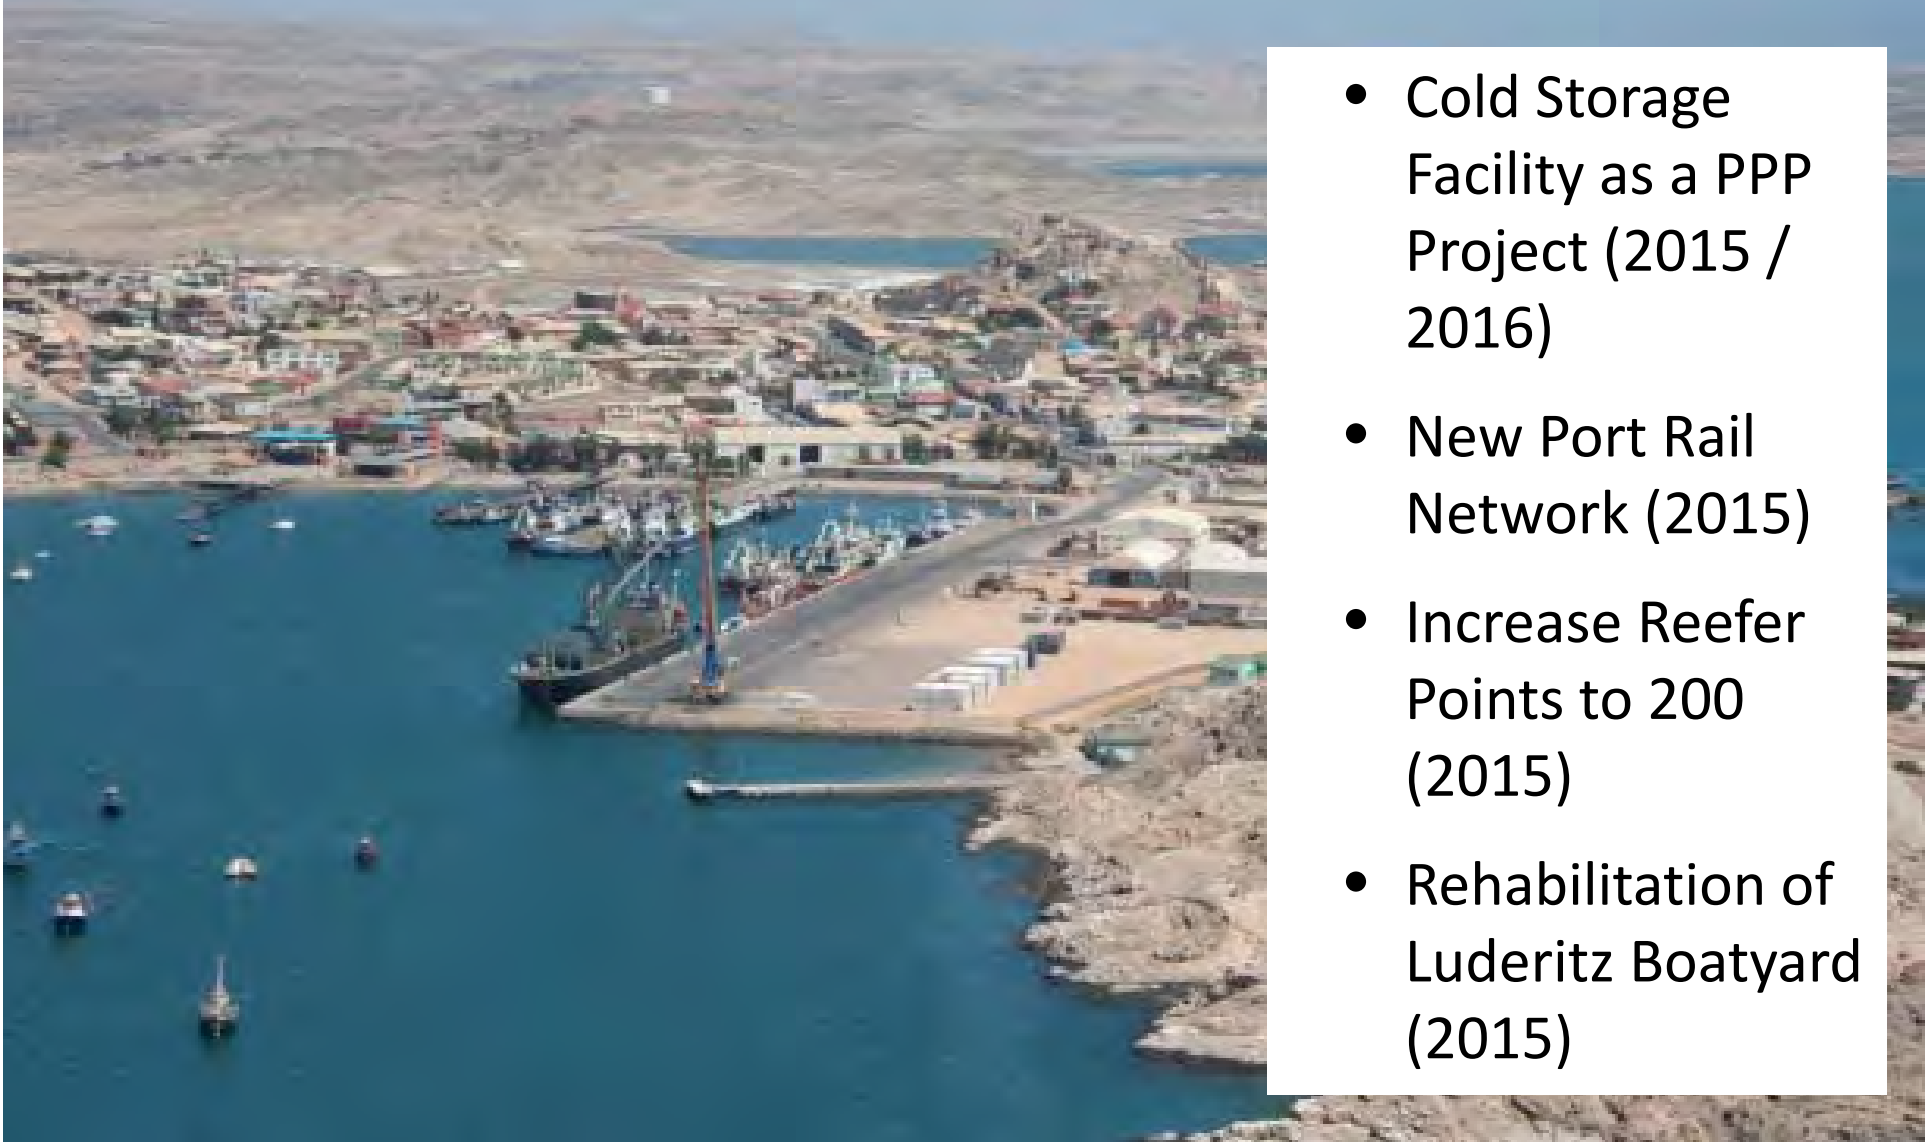 • Cold Storage
Facility as a PPP
Project (2015 /
2016)
• New Port Rail
Network (2015)
• Increase Reefer
Points to 200
(2015)
• Rehabilitation of
Luderitz Boatyard
(2015)